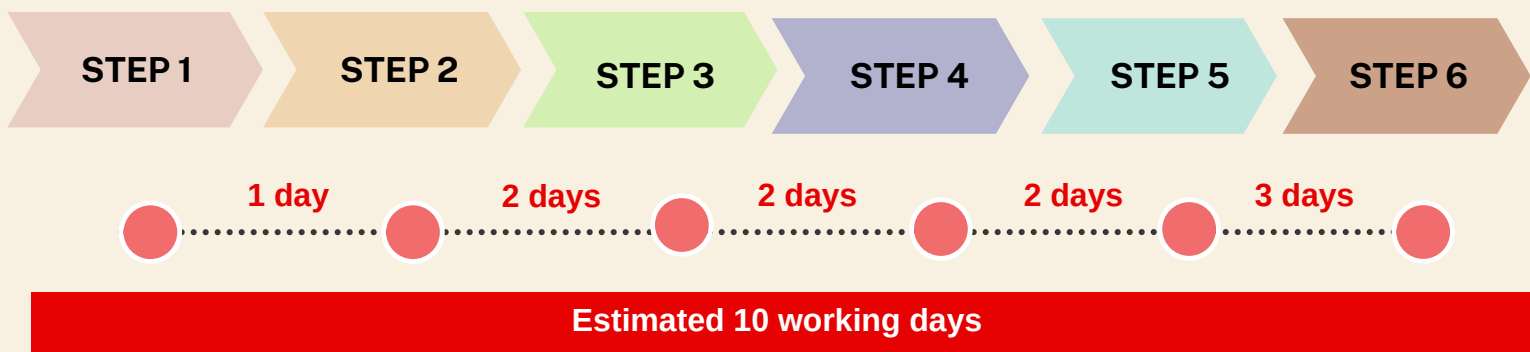 STEP 1 STEP 2 STEP 3 STEP 4 STEP 5 STEP 6
1 day 2 days 2 days 2 days 3 days
Estimated 10 working days